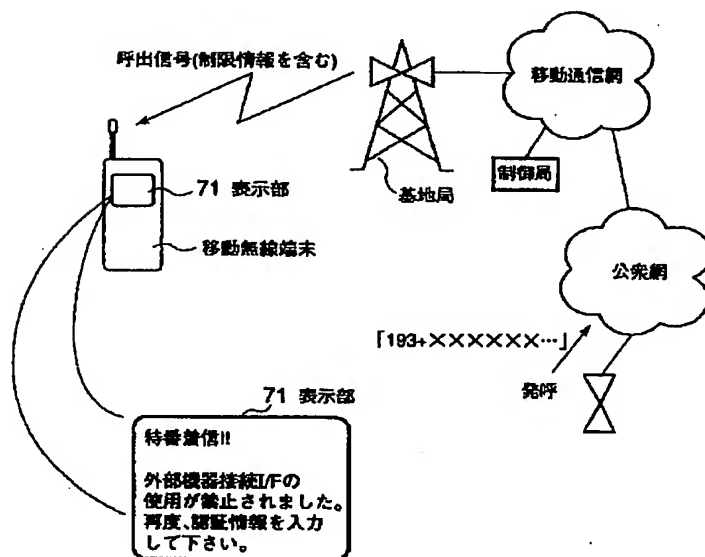 呼出信号(制限情報を含む)
移動通信網
制御局
基地局
71 表示部
移動無線端末
公衆網
「193+××××××…」
発呼
71 表示部
特番着信!!
外部機器接続I/Fの
使用が禁止されました。
再度、認証情報を入力
して下さい。